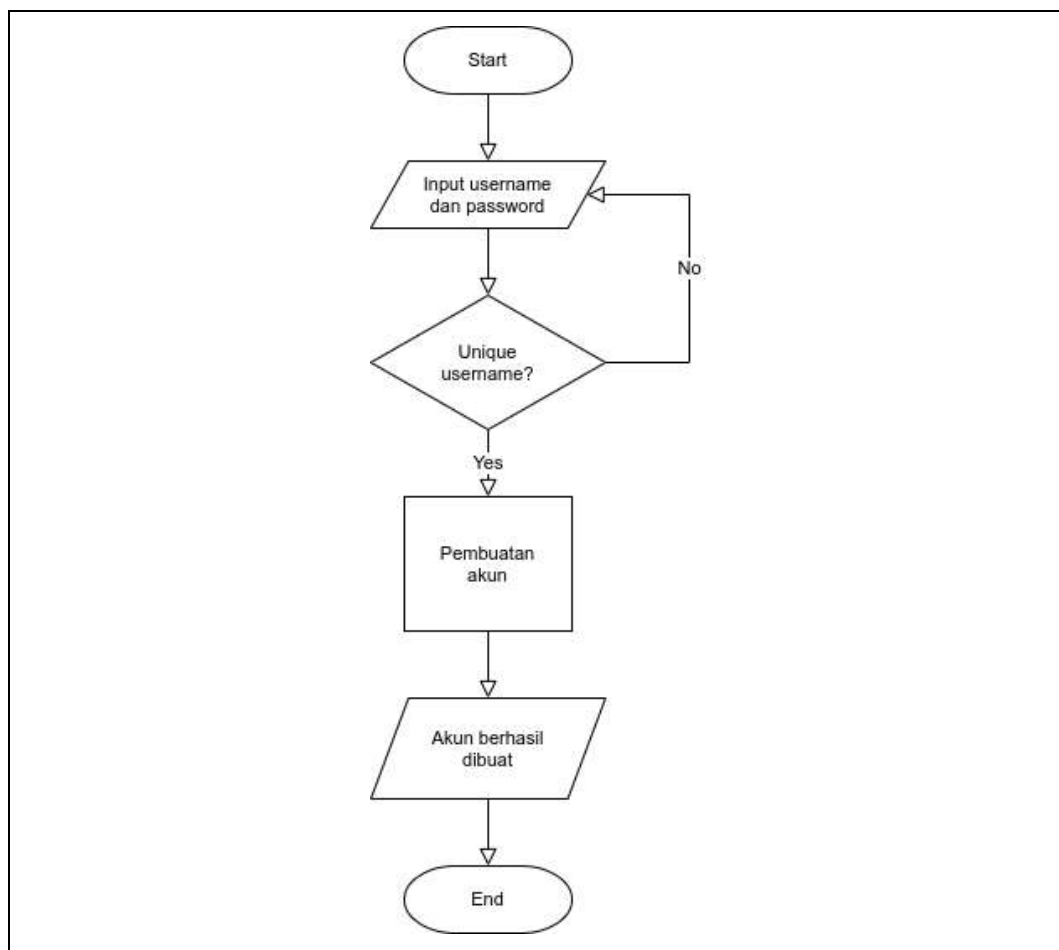 Start
Input username
dan password
No
Unique
username?
Yes
Pembuatan
akun
Akun berhasil
dibuat
End